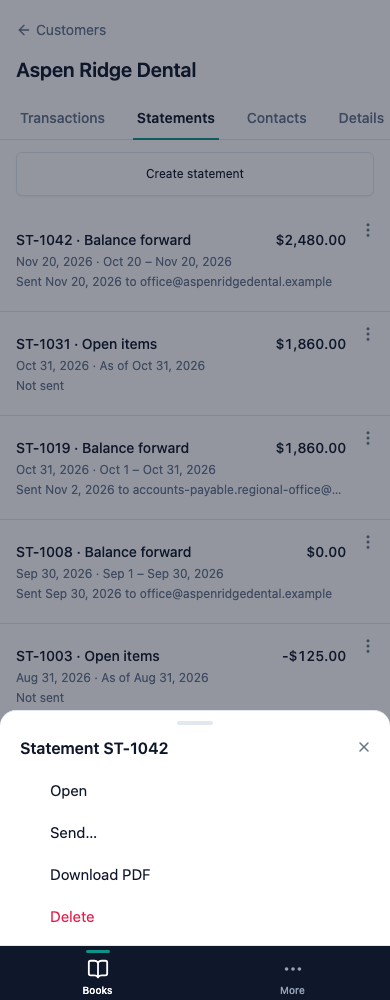 Customers
Aspen Ridge Dental
Transactions Statements Contacts Details
Create statement
ST-1042 · Balance forward $2,480.00
Nov 20, 2026 · Oct 20 – Nov 20, 2026
Sent Nov 20, 2026 to office@aspenridgedental.example
ST-1031 · Open items $1,860.00
Oct 31, 2026 · As of Oct 31, 2026
Not sent
ST-1019 · Balance forward $1,860.00
Oct 31, 2026 · Oct 1 – Oct 31, 2026
Sent Nov 2, 2026 to accounts-payable.regional-office@...
ST-1008 · Balance forward $0.00
Sep 30, 2026 · Sep 1 – Sep 30, 2026
Sent Sep 30, 2026 to office@aspenridgedental.example
ST-1003 · Open items -$125.00
Aug 31, 2026 · As of Aug 31, 2026
Not sent
Statement ST-1042
Open
Send...
Download PDF
Delete
Books More